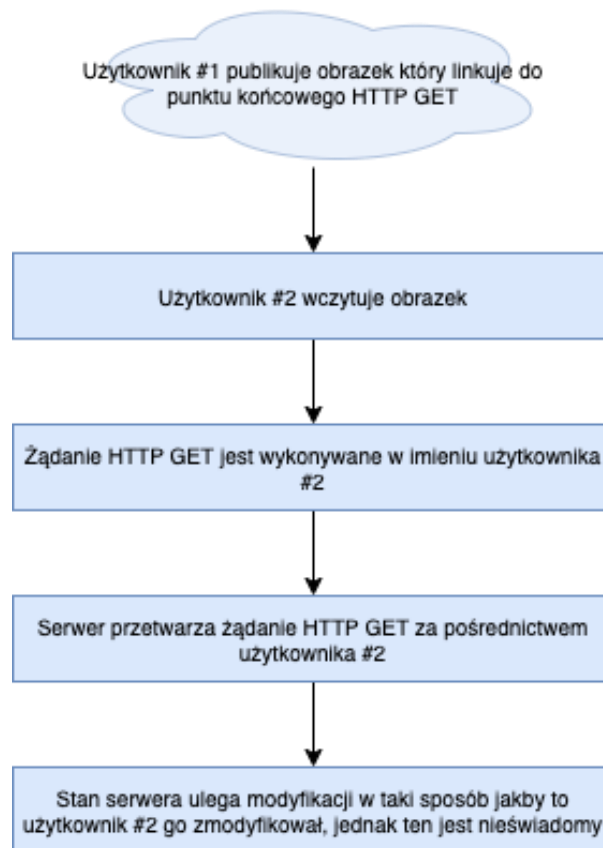 Użytkownik #1 publikuje obrazek który linkuje do
punktu końcowego HTTP GET
Użytkownik #2 wczytuje obrazek
Żądanie HTTP GET jest wykonywane w imieniu użytkownika
#2
Serwer przetwarza żądanie HTTP GET za pośrednictwem
użytkownika #2
Stan serwera ulega modyfikacji w taki sposób jakby to
użytkownik #2 go zmodyfikował, jednak ten jest nieświadomy